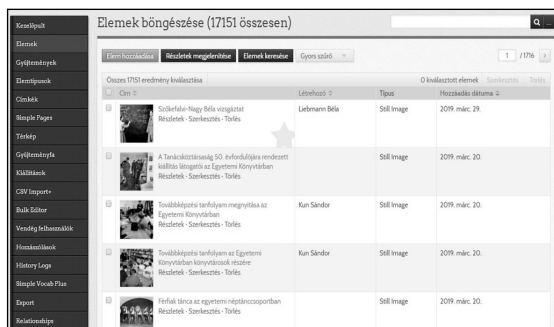 Elemek böngészése (17151 összesen)
Kezelőpult
Elemek
Gyűjtemények
Elemtípusok
Címkék
Simple Pages
Térkép
Gyűjteményfa
Kiállítások
CSV Import+
Bulk Editor
Vendég felhasználók
Hozzászólások
History Logs
Simple Vocab Plus
Export
Relationships
Elem hozzáadása Részletek megjelenítése Elemek keresése Gyors szűrő
1 /1716
Összes 17151 eredmény kiválasztása 0 kiválasztott elemek Szerkesztés Törlés
Cím Létrehozó Típus Hozzáadás dátuma
Szőkefalvi-Nagy Béla vizsgáztat Liebmann Béla Still Image 2019. márc. 29.
Részletek · Szerkesztés · Törlés
A Tanácsköztársaság 50. évfordulójára rendezett Still Image 2019. márc. 20.
kiállítás látogatói az Egyetemi Könyvtárban
Részletek · Szerkesztés · Törlés
Továbbképzési tanfolyam megnyitása az Kun Sándor Still Image 2019. márc. 20.
Egyetemi Könyvtárban
Részletek · Szerkesztés · Törlés
Továbbképzési tanfolyam az Egyetemi Kun Sándor Still Image 2019. márc. 20.
Könyvtárban könyvtárosok részére
Részletek · Szerkesztés · Törlés
Férfiak tánca az egyetemi néptánccsoportban Still Image 2019. márc. 20.
Részletek · Szerkesztés · Törlés